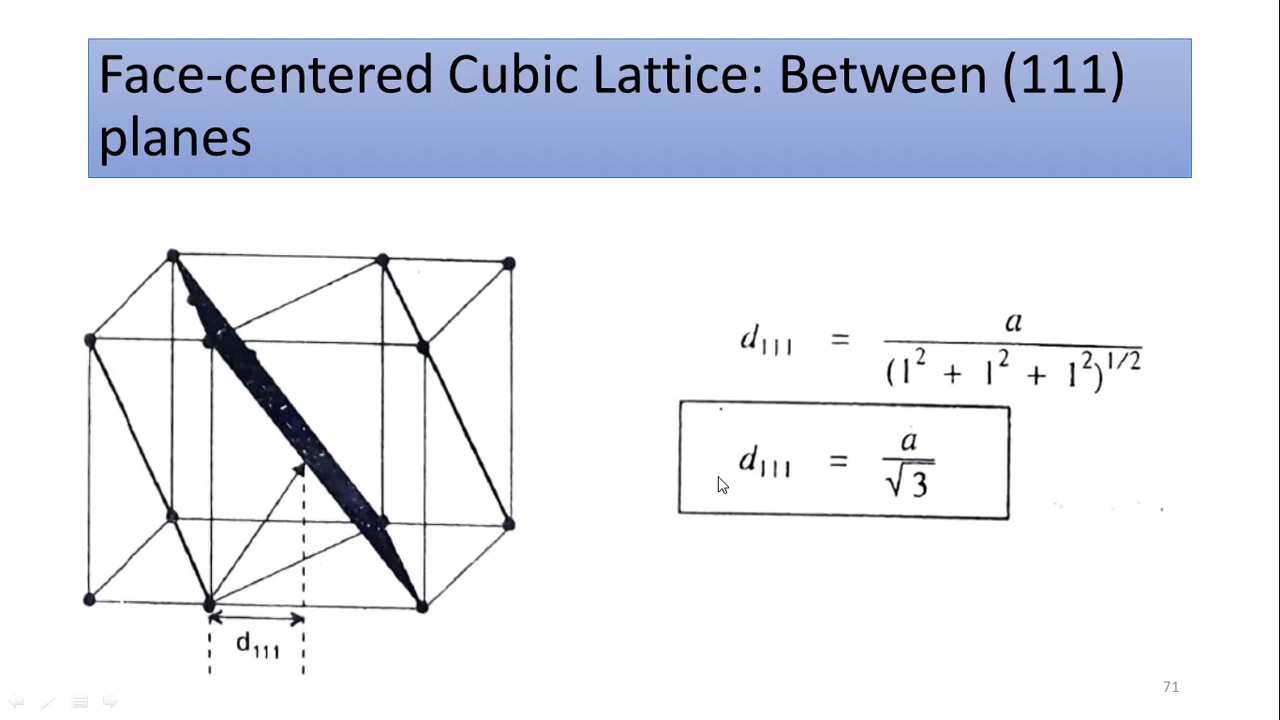 Face-centered Cubic Lattice: Between (111)
planes
d₁₁₁ = a / (1² + 1² + 1²)^1/2
d₁₁₁ = a / √3
d₁₁₁
71